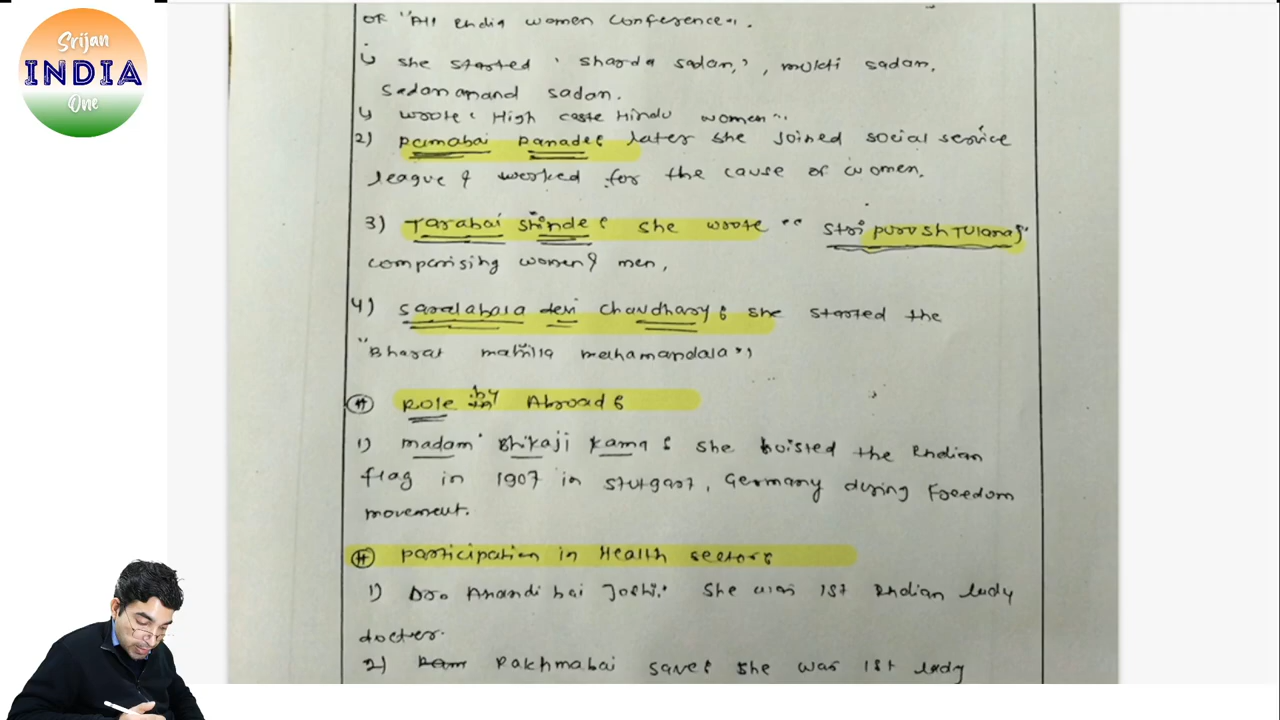 Srijan
INDIA
One
of "All India women conference".
↳ she started 'sharda sadan,', mukti sadan,
Sadanand sadan.
↳ wrote: High caste Hindu women"
2) Ramabai Ranade: later she joined social service
league & worked for the cause of women.
3) Tarabai shinde: she wrote "stri purushtulana"
comparising women & men,
4) saralabala devi chaudhary: she started the
"Bharat mahila mahamandala",
# Role by Abroad:
1) madam Bhikaji kama: she hoisted the Indian
flag in 1907 in stutgart, Germany during Freedom
movement.
# Participation in Health sector:
1) Dr. Anandi bai Joshi: She was 1st Indian lady
docter.
2) Rakhmabai save: she was 1st lady